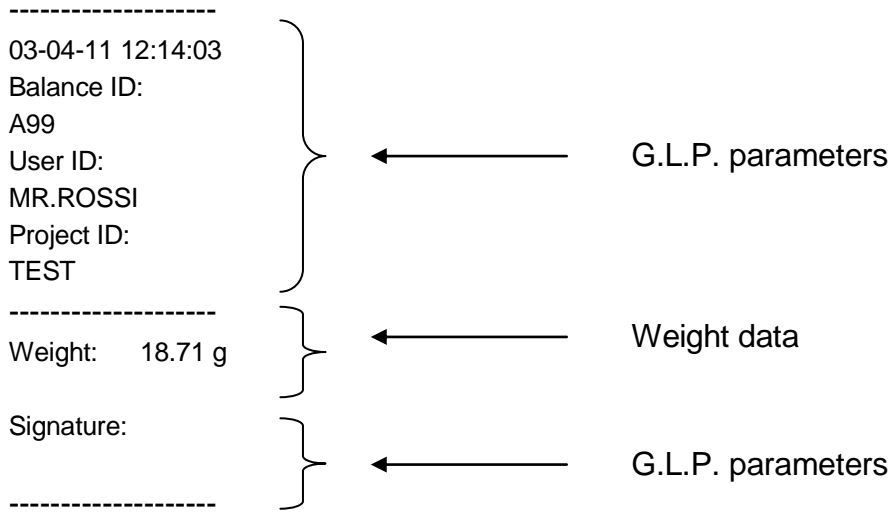 --------------------
03-04-11 12:14:03
Balance ID:
A99
User ID:
MR.ROSSI
Project ID:
TEST
G.L.P. parameters
--------------------
Weight: 18.71 g
Weight data
Signature:
G.L.P. parameters
--------------------